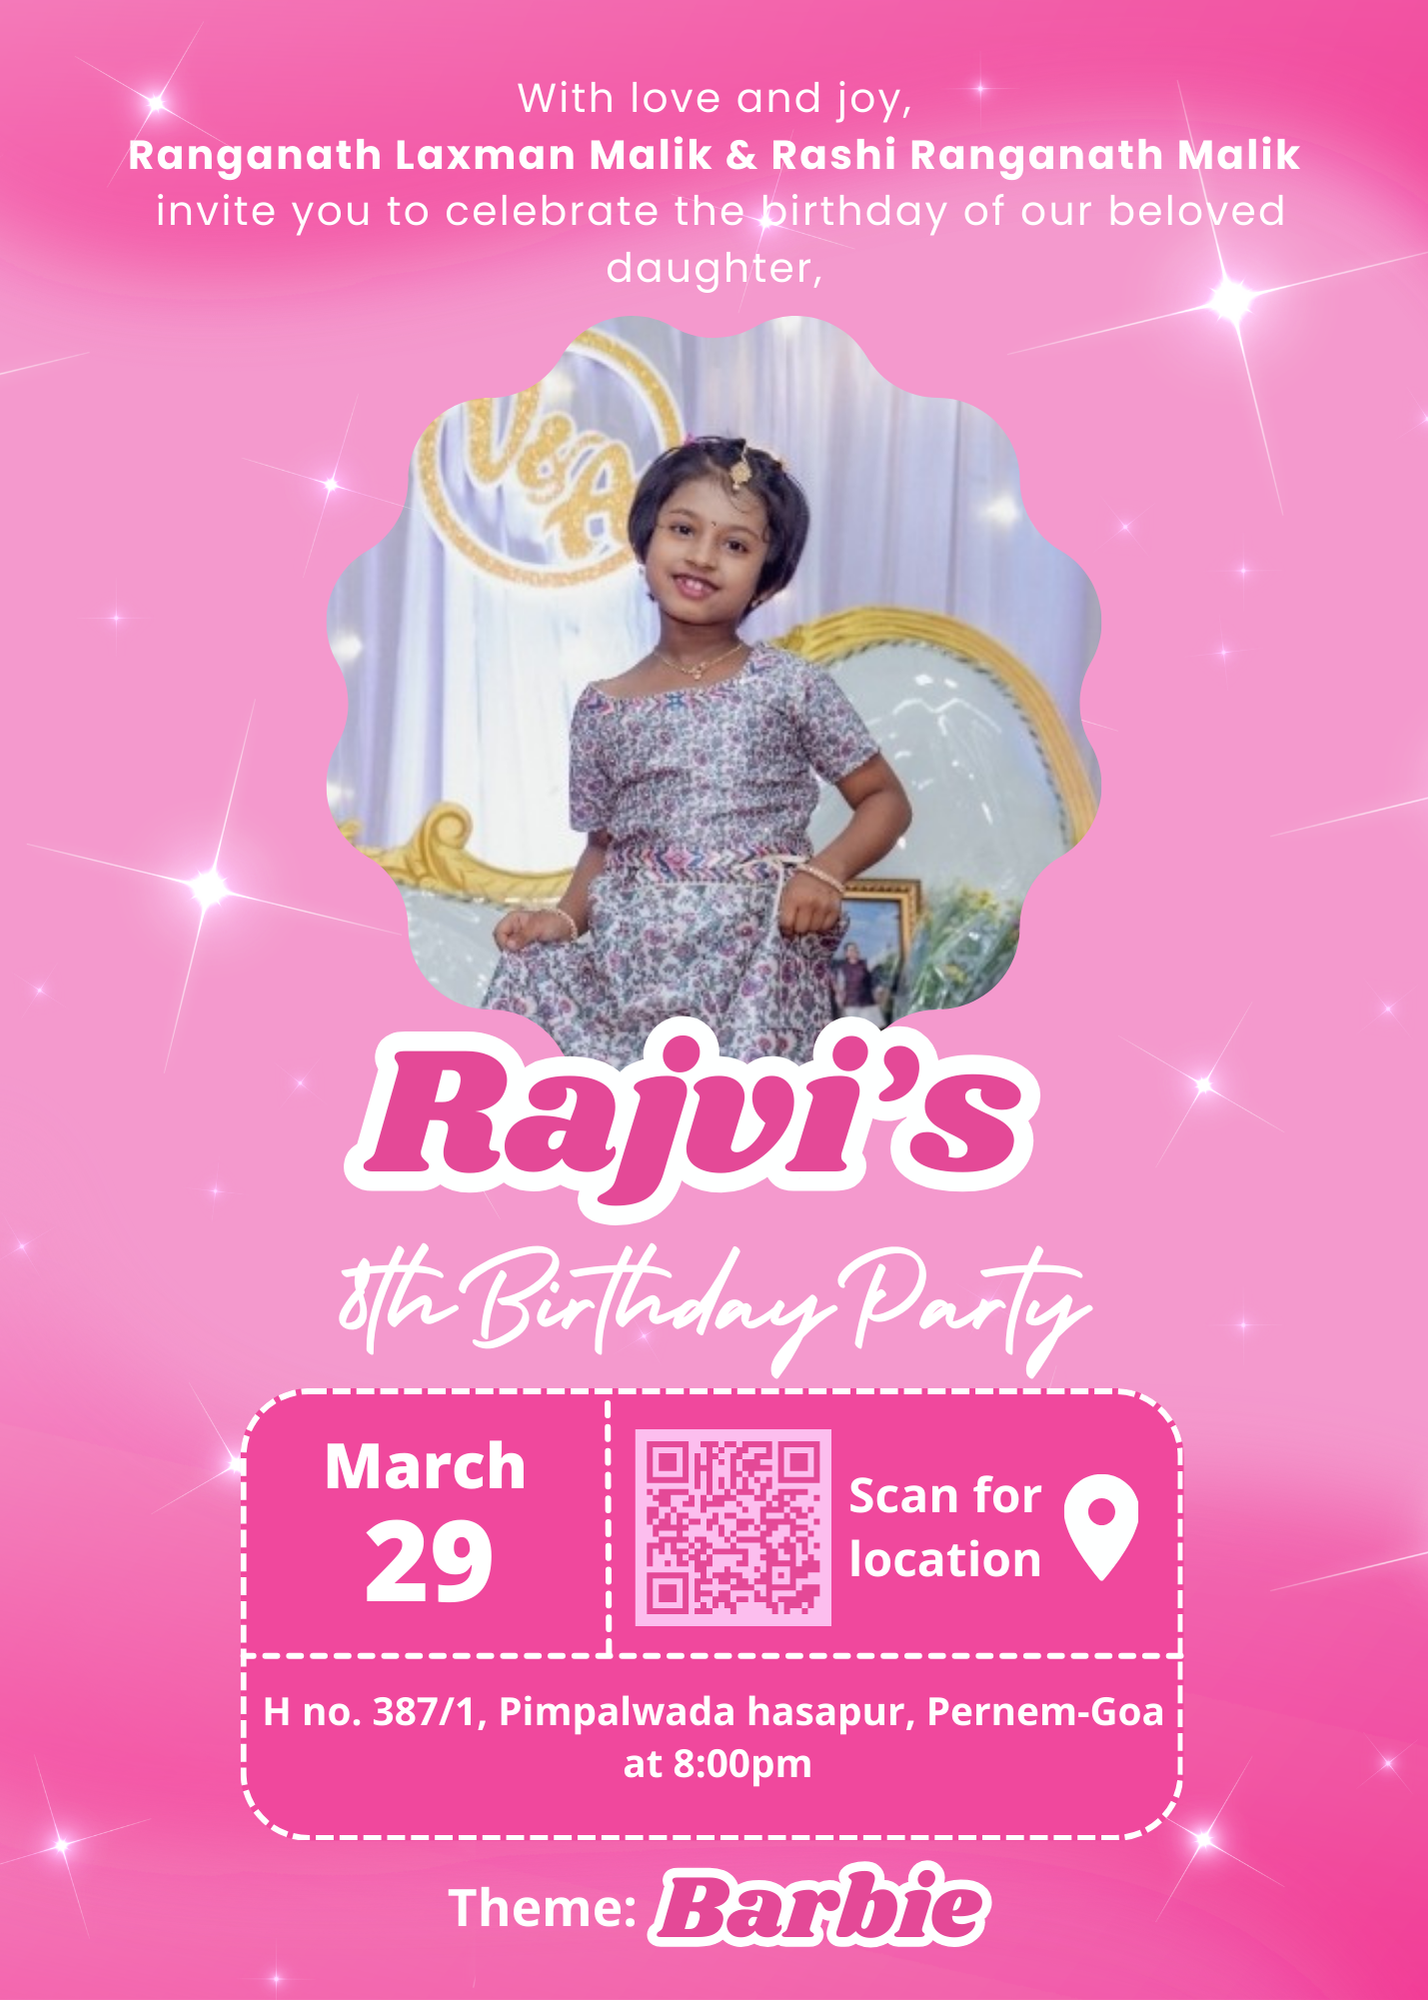 With love and joy,
Ranganath Laxman Malik & Rashi Ranganath Malik
invite you to celebrate the birthday of our beloved
daughter,
V&A
Rajvi's
8th Birthday Party
March
29
Scan for
location
H no. 387/1, Pimpalwada hasapur, Pernem-Goa
at 8:00pm
Theme: Barbie